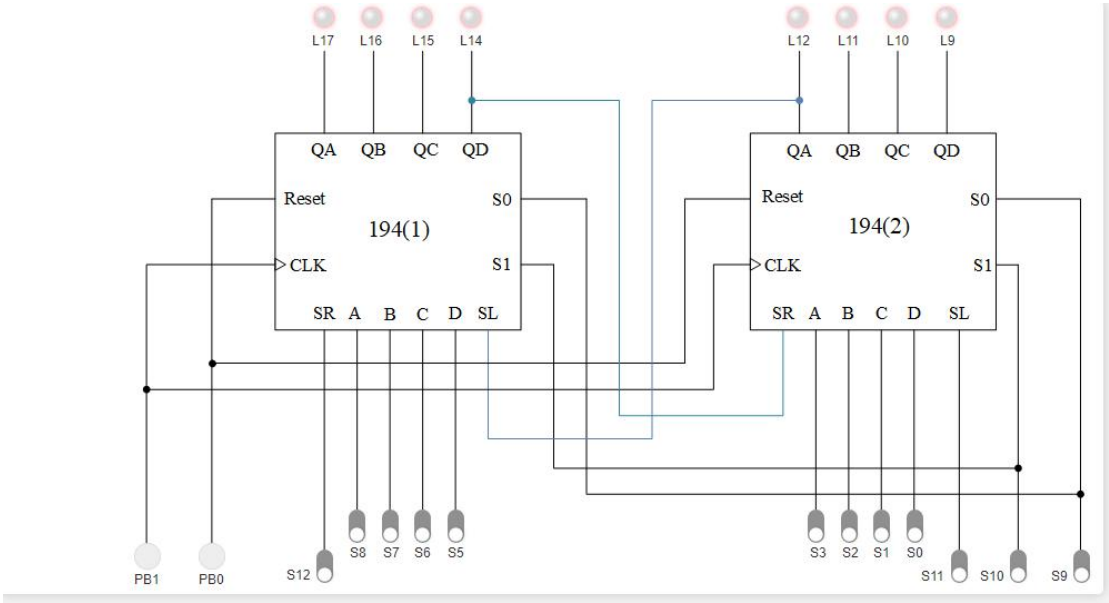 L17 L16 L15 L14 L12 L11 L10 L9
QA QB QC QD QA QB QC QD
Reset S0 Reset S0
194(1) 194(2)
CLK S1 CLK S1
SR A B C D SL SR A B C D SL
S8 S7 S6 S5 S3 S2 S1 S0
PB1 PB0 S12 S11 S10 S9